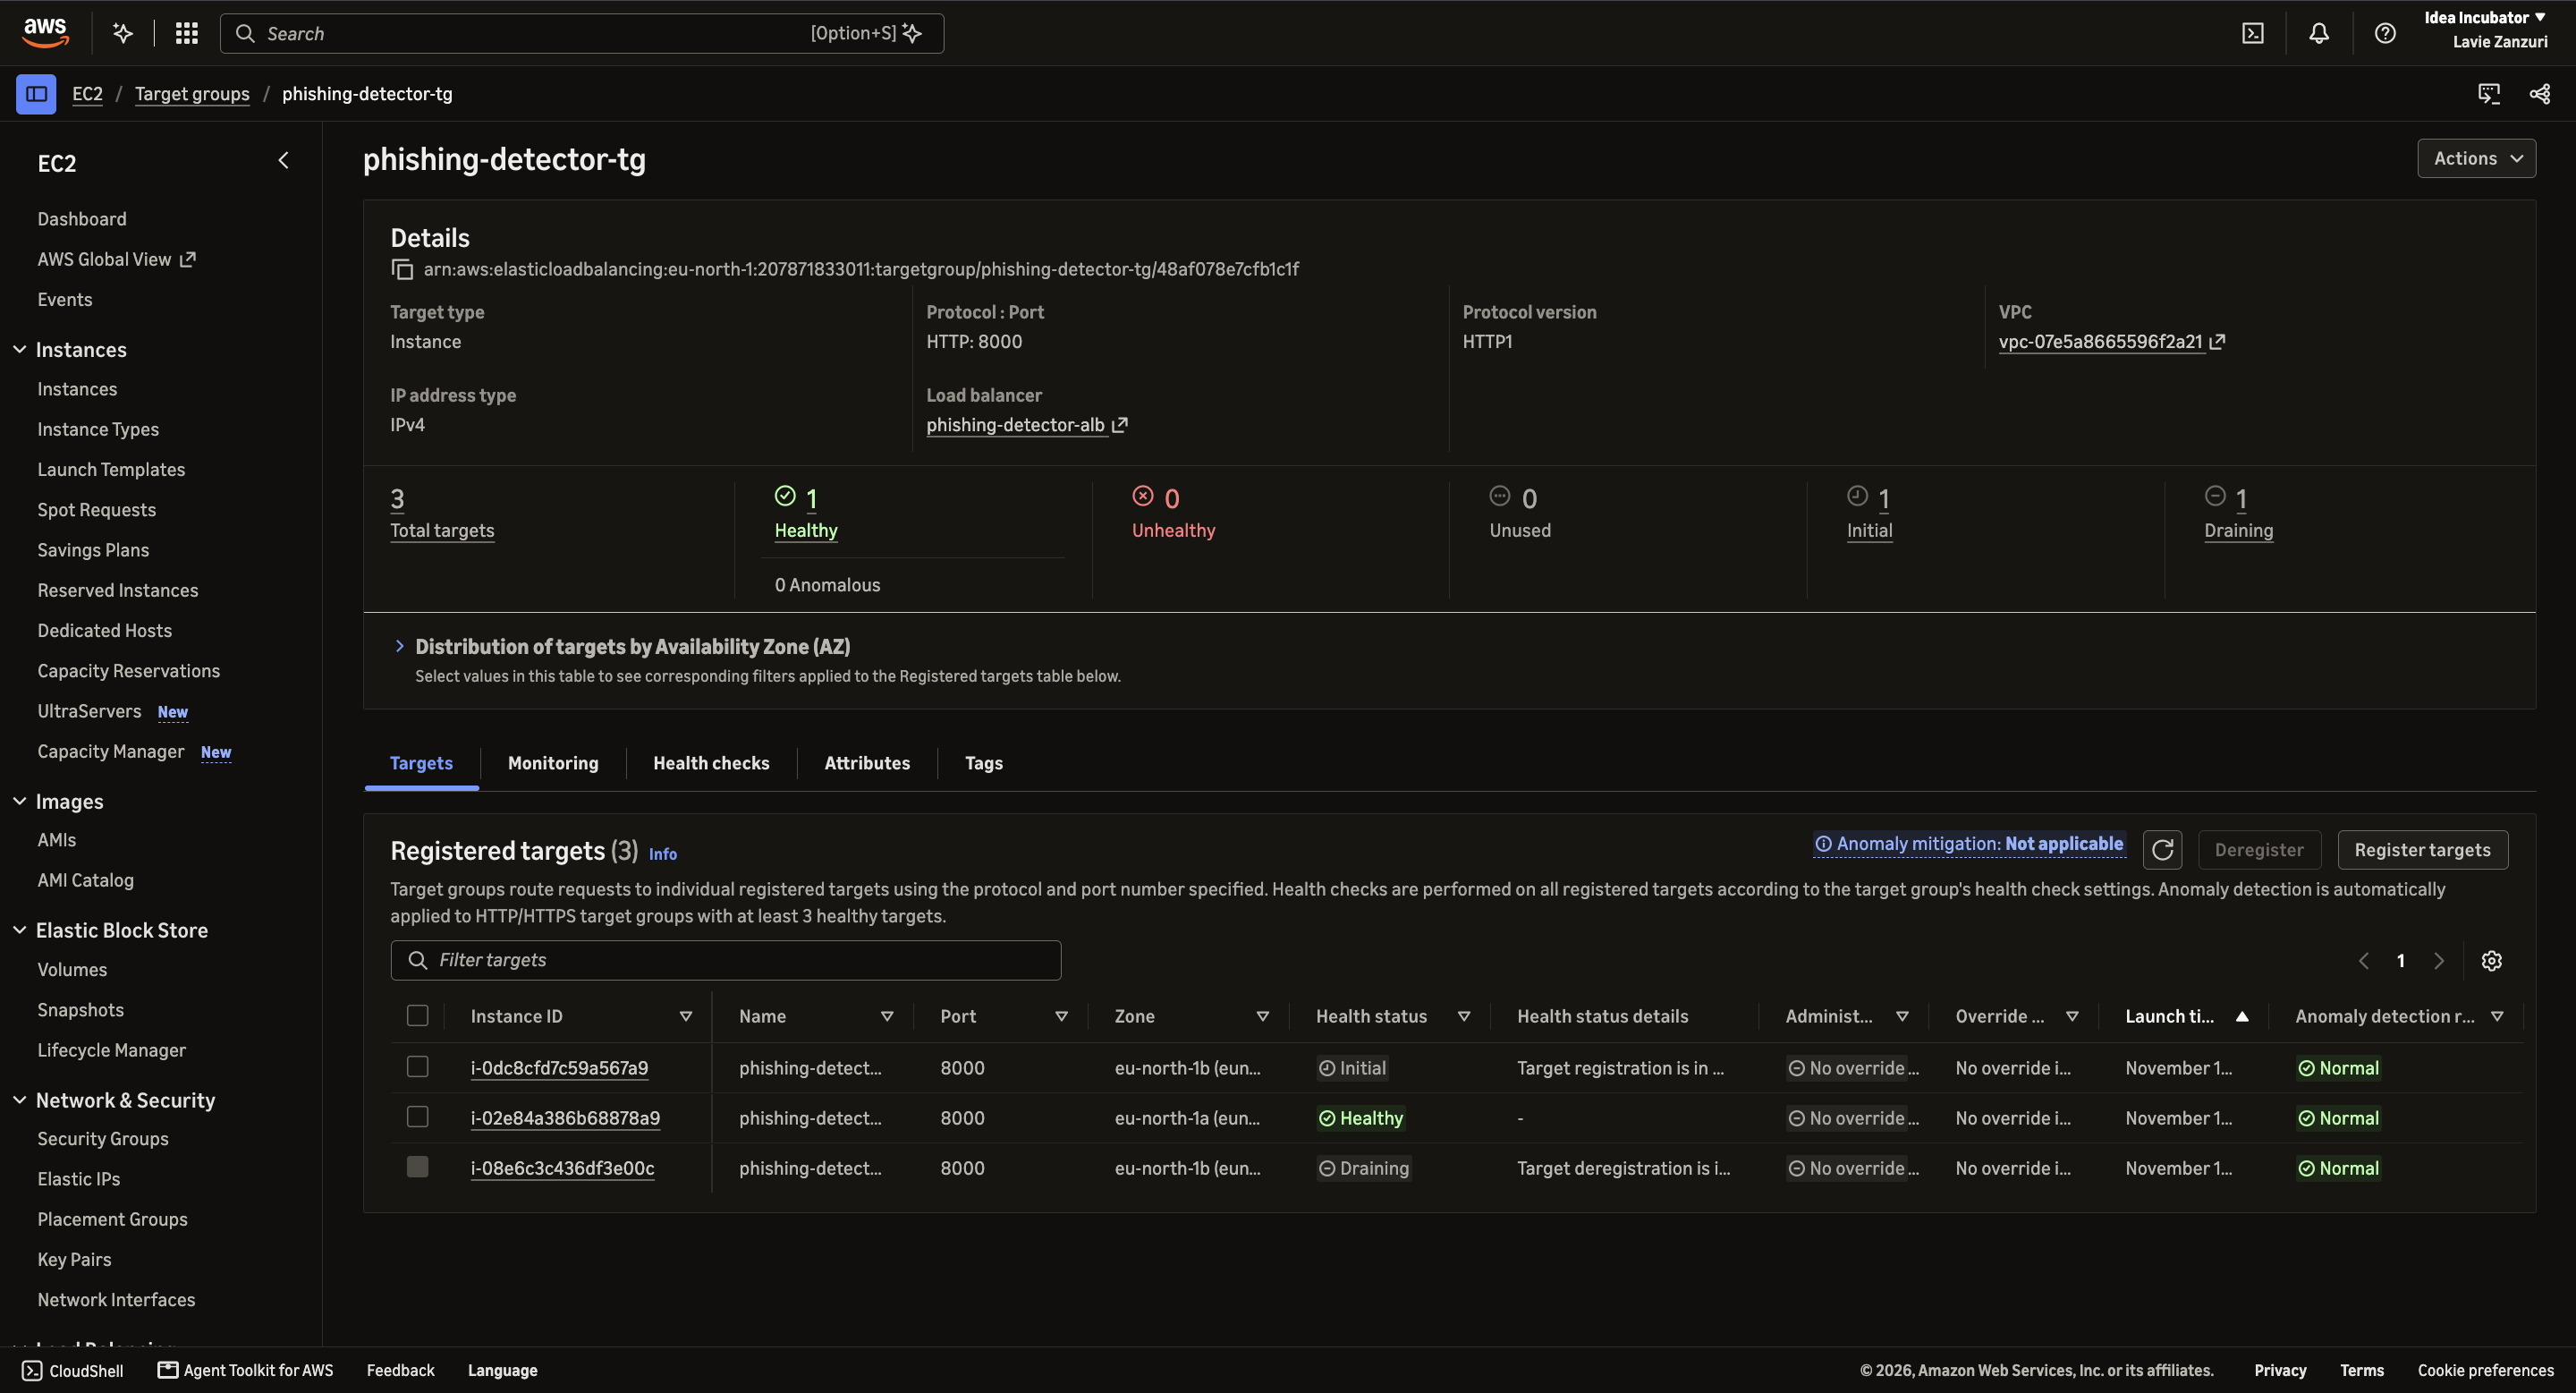 aws
Search [Option+S]
Idea Incubator
Lavie Zanzuri
EC2 / Target groups / phishing-detector-tg
EC2
Dashboard
AWS Global View
Events
Instances
Instances
Instance Types
Launch Templates
Spot Requests
Savings Plans
Reserved Instances
Dedicated Hosts
Capacity Reservations
UltraServers New
Capacity Manager New
Images
AMIs
AMI Catalog
Elastic Block Store
Volumes
Snapshots
Lifecycle Manager
Network & Security
Security Groups
Elastic IPs
Placement Groups
Key Pairs
Network Interfaces
phishing-detector-tg
Actions
Details
arn:aws:elasticloadbalancing:eu-north-1:207871833011:targetgroup/phishing-detector-tg/48af078e7cfb1c1f
Target type
Instance
Protocol : Port
HTTP: 8000
Protocol version
HTTP1
VPC
vpc-07e5a8665596f2a21
IP address type
IPv4
Load balancer
phishing-detector-alb
3
Total targets
1
Healthy
0 Anomalous
0
Unhealthy
0
Unused
1
Initial
1
Draining
Distribution of targets by Availability Zone (AZ)
Select values in this table to see corresponding filters applied to the Registered targets table below.
Targets Monitoring Health checks Attributes Tags
Registered targets (3) Info
Anomaly mitigation: Not applicable
Deregister
Register targets
Target groups route requests to individual registered targets using the protocol and port number specified. Health checks are performed on all registered targets according to the target group's health check settings. Anomaly detection is automatically
applied to HTTP/HTTPS target groups with at least 3 healthy targets.
Filter targets
1
Instance ID Name Port Zone Health status Health status details Administ... Override ... Launch ti... Anomaly detection r...
i-0dc8cfd7c59a567a9 phishing-detect... 8000 eu-north-1b (eun... Initial Target registration is in ... No override ... No override i... November 1... Normal
i-02e84a386b68878a9 phishing-detect... 8000 eu-north-1a (eun... Healthy - No override ... No override i... November 1... Normal
i-08e6c3c436df3e00c phishing-detect... 8000 eu-north-1b (eun... Draining Target deregistration is i... No override ... No override i... November 1... Normal
CloudShell Agent Toolkit for AWS Feedback Language
© 2026, Amazon Web Services, Inc. or its affiliates. Privacy Terms Cookie preferences